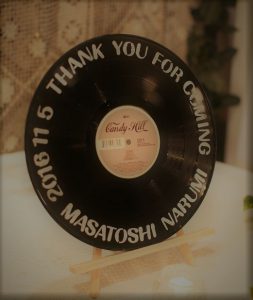 THANK YOU FOR COMING
2016 11 5
MASATOSHI NARUMI
Candy Hill